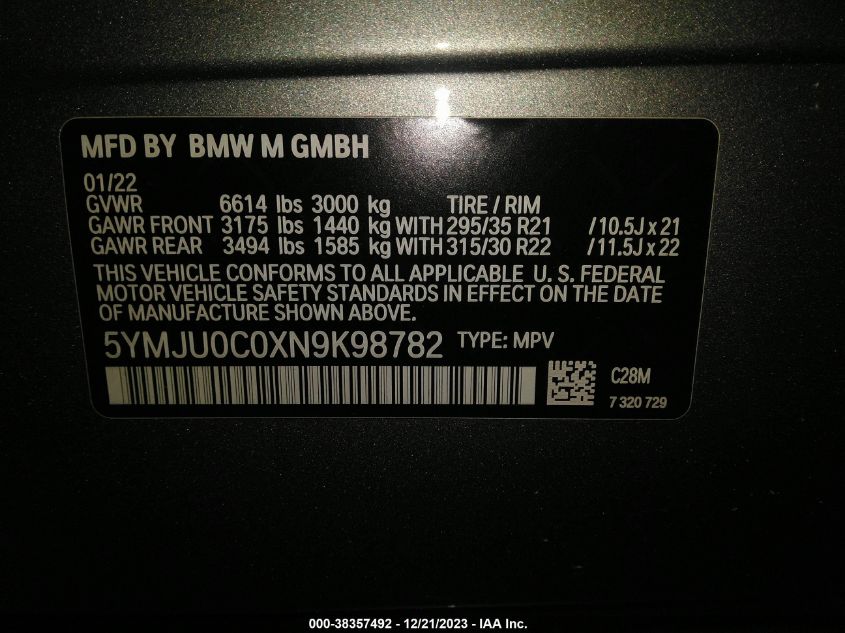 MFD BY BMW M GMBH
01/22
GVWR 6614 lbs 3000 kg TIRE / RIM
GAWR FRONT 3175 lbs 1440 kg WITH 295/35 R21 / 10.5J x 21
GAWR REAR 3494 lbs 1585 kg WITH 315/30 R22 / 11.5J x 22
THIS VEHICLE CONFORMS TO ALL APPLICABLE U. S. FEDERAL
MOTOR VEHICLE SAFETY STANDARDS IN EFFECT ON THE DATE
OF MANUFACTURE SHOWN ABOVE.
5YMJU0C0XN9K98782 TYPE: MPV
C28M
7 320 729
000-38357492 - 12/21/2023 - IAA Inc.